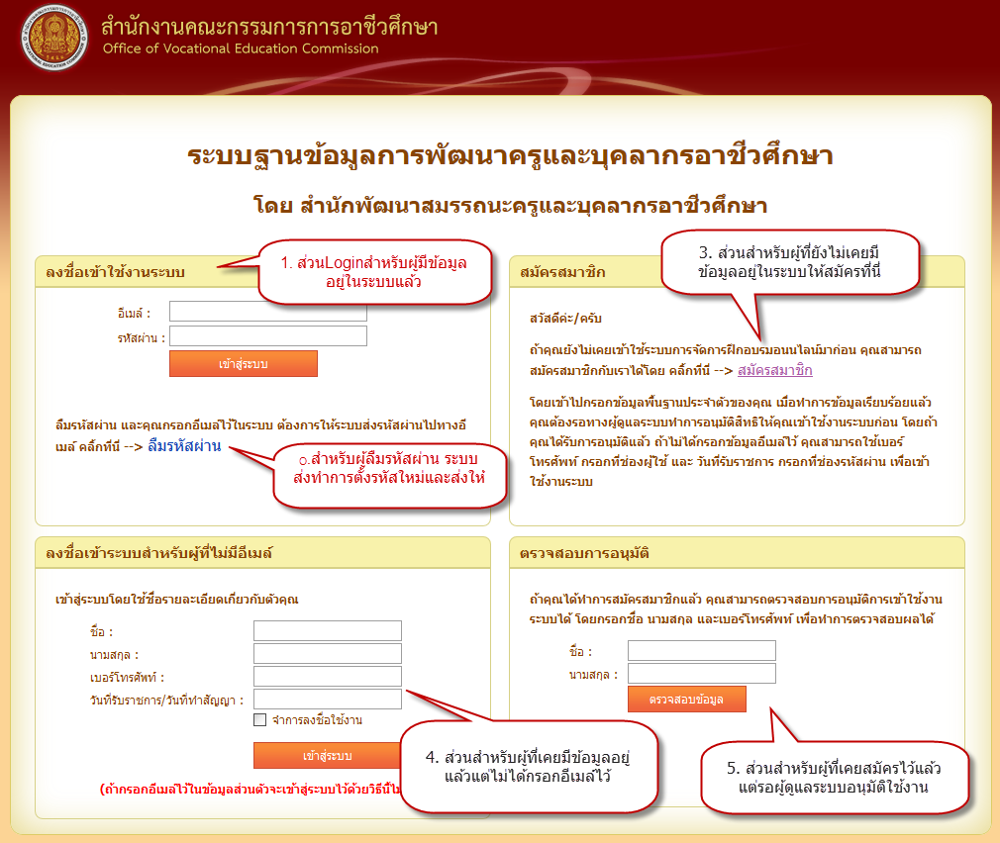 สำนักงานคณะกรรมการการอาชีวศึกษา
Office of Vocational Education Commission
ระบบฐานข้อมูลการพัฒนาครูและบุคลากรอาชีวศึกษา
โดย สำนักพัฒนาสมรรถนะครูและบุคลากรอาชีวศึกษา
ลงชื่อเข้าใช้งานระบบ
1. ส่วนLoginสำหรับผู้มีข้อมูล
อยู่ในระบบแล้ว
อีเมล์ :
รหัสผ่าน :
เข้าสู่ระบบ
ลืมรหัสผ่าน และคุณกรอกอีเมล์ไว้ในระบบ ต้องการให้ระบบส่งรหัสผ่านไปทางอี
เมล์ คลิ๊กที่นี่ --> ลืมรหัสผ่าน
๐.สำหรับผู้ลืมรหัสผ่าน ระบบ
ส่งทำการตั้งรหัสใหม่และส่งให้
สมัครสมาชิก
3. ส่วนสำหรับผู้ที่ยังไม่เคยมี
ข้อมูลอยู่ในระบบให้สมัครที่นี่
สวัสดีค่ะ/ครับ
ถ้าคุณยังไม่เคยเข้าใช้ระบบการจัดการฝึกอบรมออนไลน์มาก่อน คุณสามารถ
สมัครสมาชิกกับเราได้โดย คลิ๊กที่นี่ --> สมัครสมาชิก
โดยเข้าไปกรอกข้อมูลพื้นฐานประจำตัวของคุณ เมื่อทำการข้อมูลเรียบร้อยแล้ว
คุณต้องรอทางผู้ดูแลระบบทำการอนุมัติสิทธิให้คุณเข้าใช้งานระบบก่อน โดยถ้า
คุณได้รับการอนุมัติแล้ว ถ้าไม่ได้กรอกข้อมูลอีเมล์ไว้ คุณสามารถใช้เบอร์
โทรศัพท์ กรอกที่ช่องผู้ใช้ และ วันที่รับราชการ กรอกที่ช่องรหัสผ่าน เพื่อเข้า
ใช้งานระบบ
ลงชื่อเข้าระบบสำหรับผู้ที่ไม่มีอีเมล์
เข้าสู่ระบบโดยใช้ชื่อรายละเอียดเกี่ยวกับตัวคุณ
ชื่อ :
นามสกุล :
เบอร์โทรศัพท์ :
วันที่รับราชการ/วันที่ทำสัญญา :
จำการลงชื่อใช้งาน
เข้าสู่ระบบ
(ถ้ากรอกอีเมล์ไว้ในข้อมูลส่วนตัวจะเข้าสู่ระบบไว้ด้วยวิธีนี้ไม่
4. ส่วนสำหรับผู้ที่เคยมีข้อมูลอยู่
แล้วแต่ไม่ได้กรอกอีเมล์ไว้
ตรวจสอบการอนุมัติ
ถ้าคุณได้ทำการสมัครสมาชิกแล้ว คุณสามารถตรวจสอบการอนุมัติการเข้าใช้งาน
ระบบได้ โดยกรอกชื่อ นามสกุล และเบอร์โทรศัพท์ เพื่อทำการตรวจสอบผลได้
ชื่อ :
นามสกุล :
ตรวจสอบข้อมูล
5. ส่วนสำหรับผู้ที่เคยสมัครไว้แล้ว
แต่รอผู้ดูแลระบบอนุมัติใช้งาน